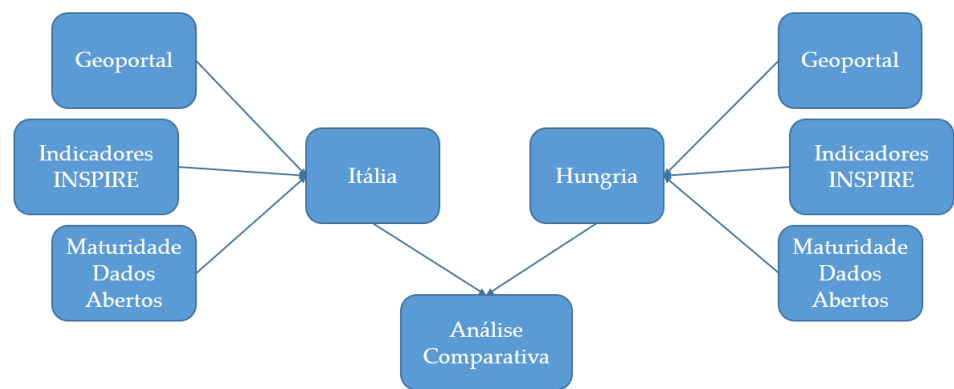 Geoportal
Geoportal
Indicadores
INSPIRE
Itália
Hungria
Indicadores
INSPIRE
Maturidade
Dados
Abertos
Maturidade
Dados
Abertos
Análise
Comparativa